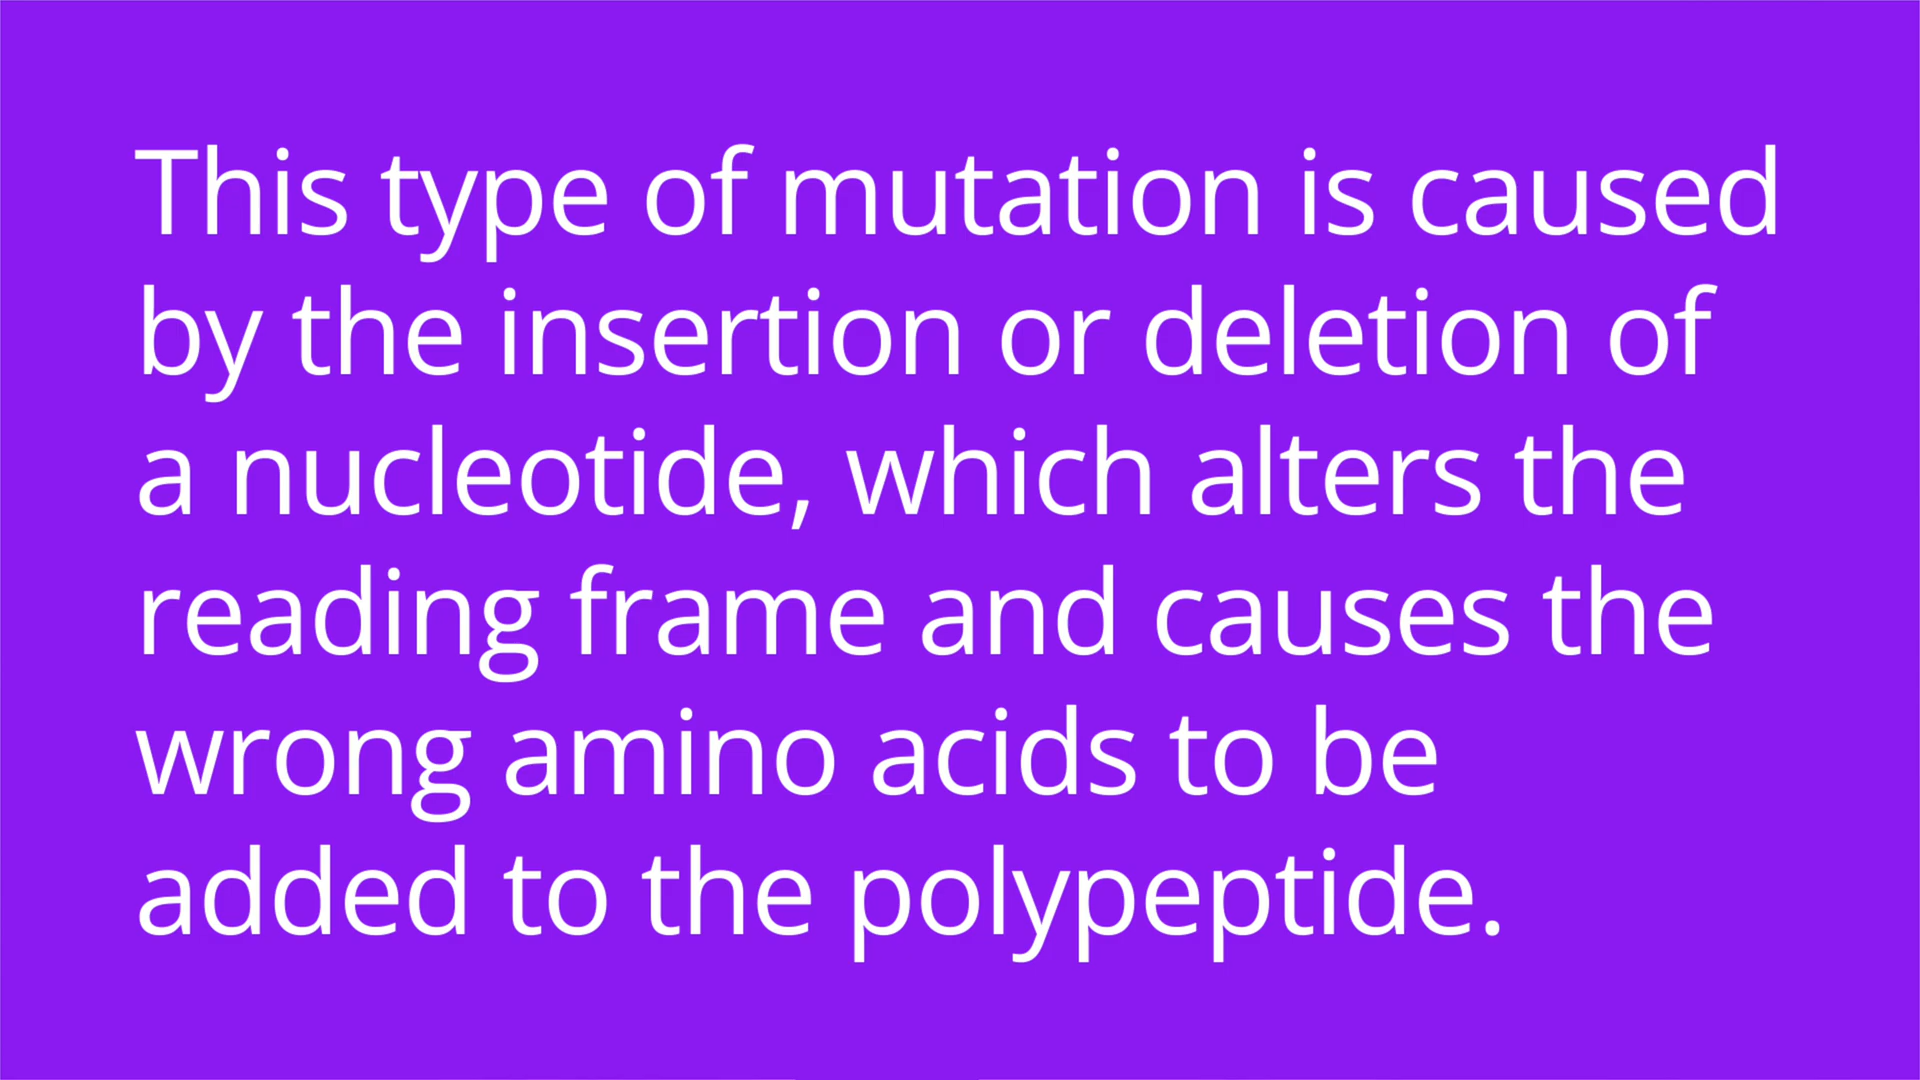 This type of mutation is caused
by the insertion or deletion of
a nucleotide, which alters the
reading frame and causes the
wrong amino acids to be
added to the polypeptide.